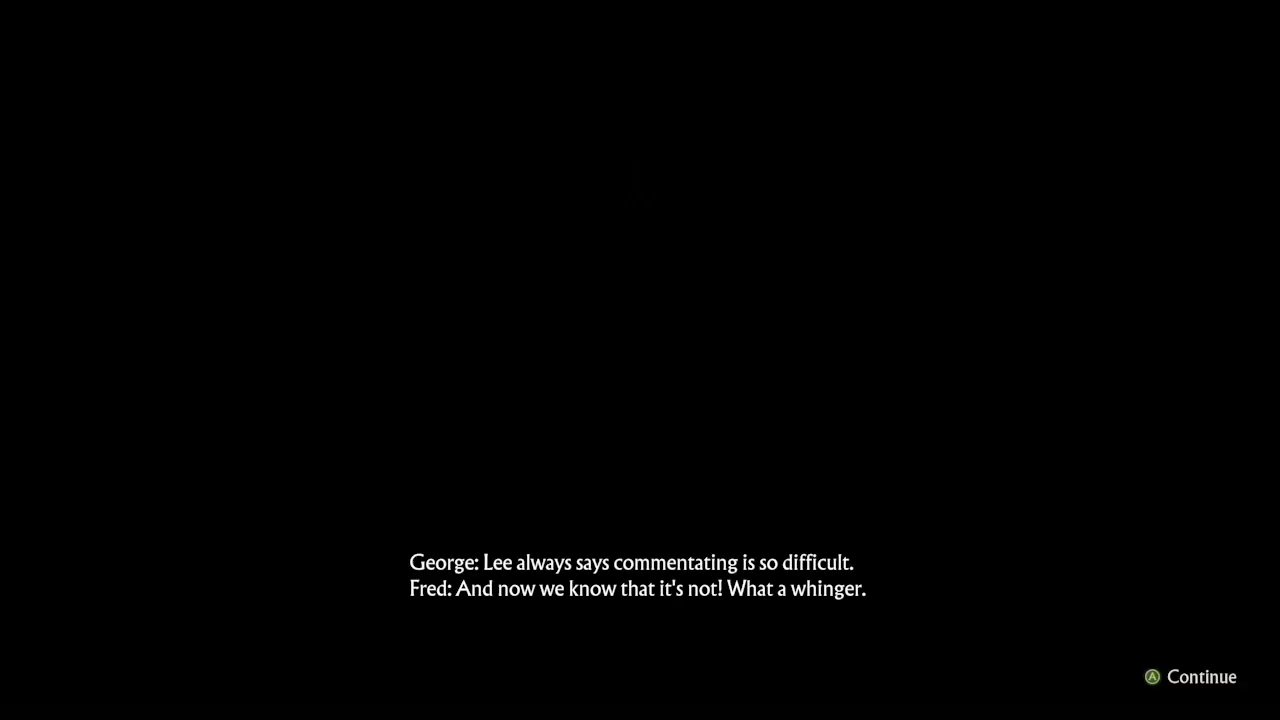 George: Lee always says commentating is so difficult.
Fred: And now we know that it's not! What a whinger.
A Continue